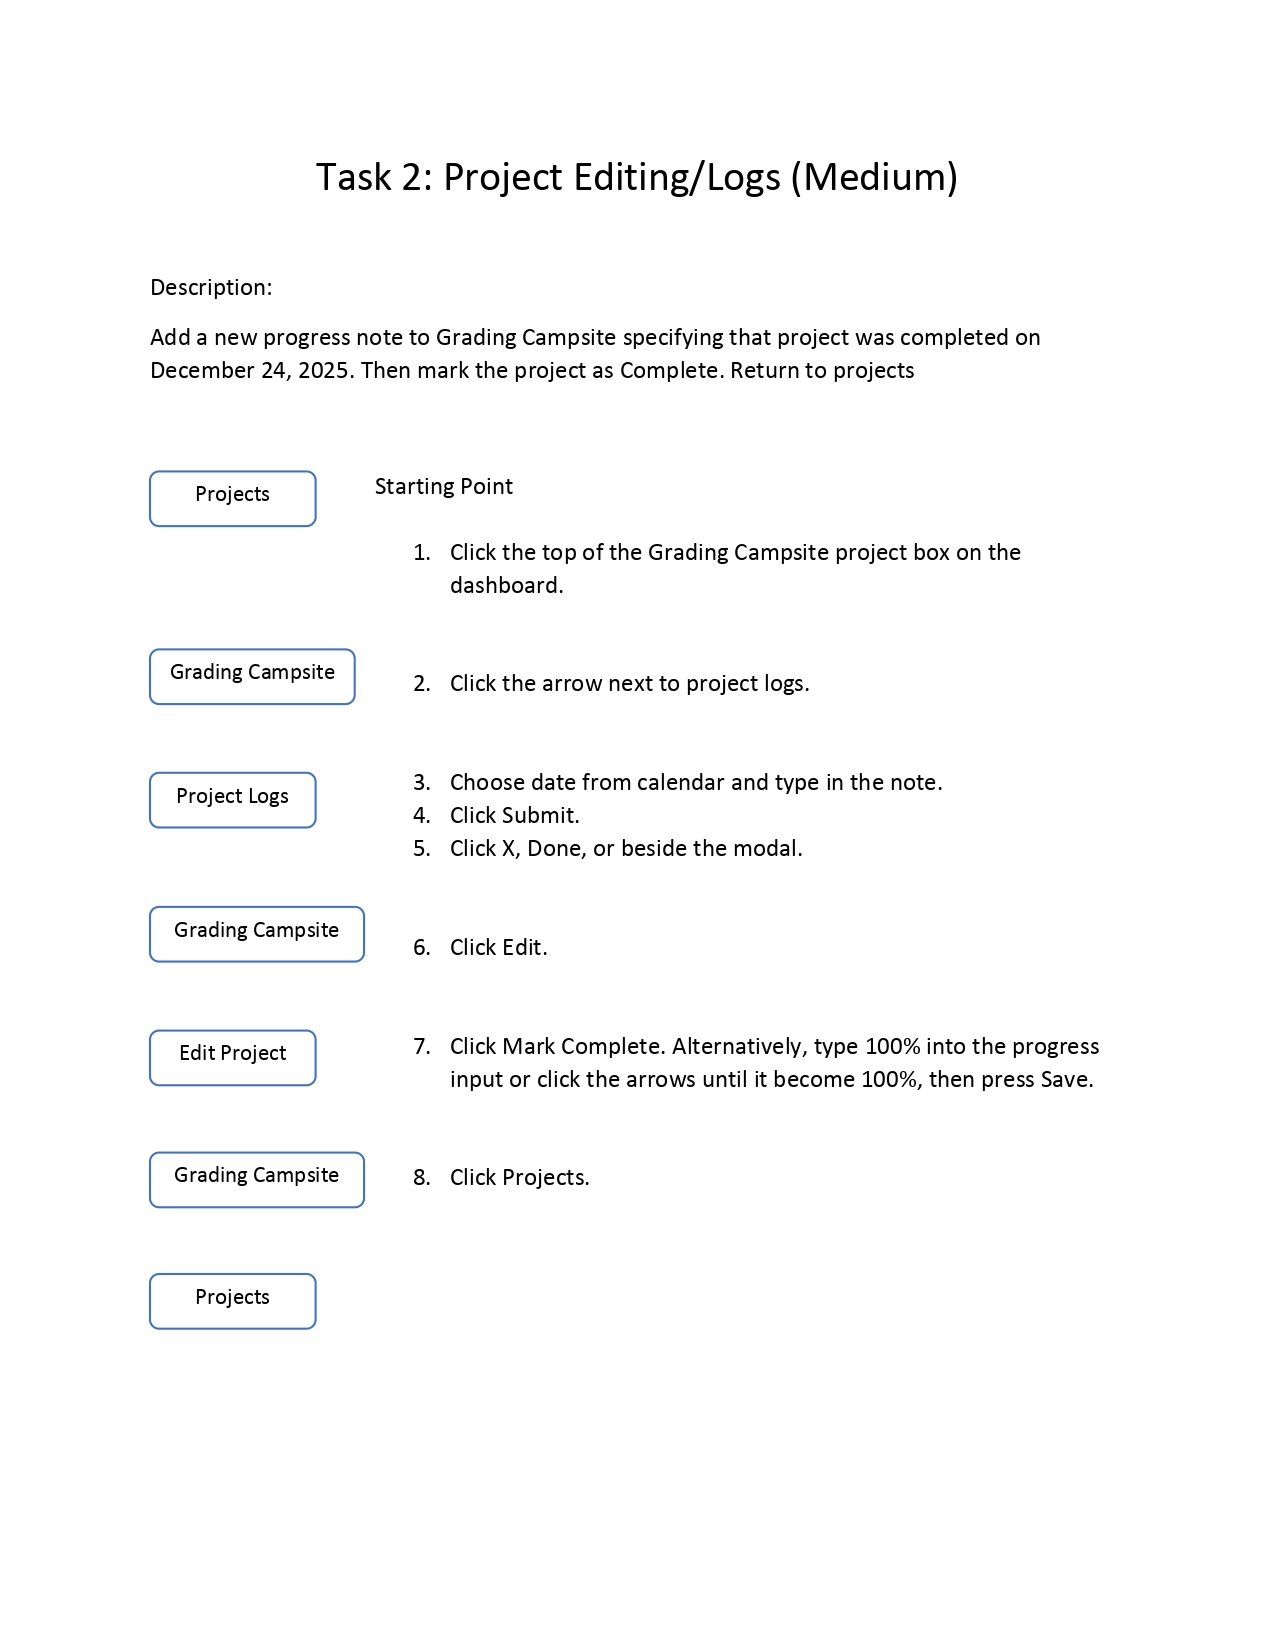 Task 2: Project Editing/Logs (Medium)
Description:
Add a new progress note to Grading Campsite specifying that project was completed on
December 24, 2025. Then mark the project as Complete. Return to projects
Projects
Starting Point
1. Click the top of the Grading Campsite project box on the
dashboard.
Grading Campsite
2. Click the arrow next to project logs.
Project Logs
3. Choose date from calendar and type in the note.
4. Click Submit.
5. Click X, Done, or beside the modal.
Grading Campsite
6. Click Edit.
Edit Project
7. Click Mark Complete. Alternatively, type 100% into the progress
input or click the arrows until it become 100%, then press Save.
Grading Campsite
8. Click Projects.
Projects